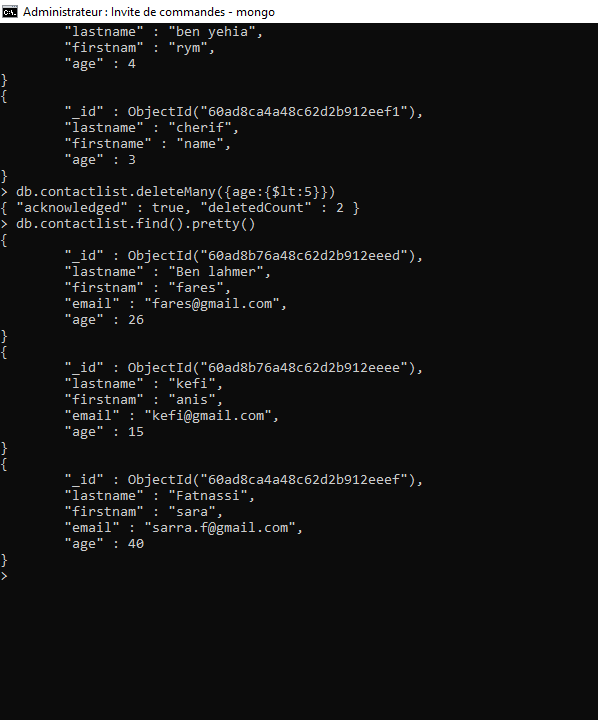 Administrateur : Invite de commandes - mongo
"lastname" : "ben yehia",
"firstnam" : "rym",
"age" : 4
}
{
"_id" : ObjectId("60ad8ca4a48c62d2b912eef1"),
"lastname" : "cherif",
"firstname" : "name",
"age" : 3
}
> db.contactlist.deleteMany({age:{$lt:5}})
{ "acknowledged" : true, "deletedCount" : 2 }
> db.contactlist.find().pretty()
{
"_id" : ObjectId("60ad8b76a48c62d2b912eeed"),
"lastname" : "Ben lahmer",
"firstnam" : "fares",
"email" : "fares@gmail.com",
"age" : 26
}
{
"_id" : ObjectId("60ad8b76a48c62d2b912eeee"),
"lastname" : "kefi",
"firstnam" : "anis",
"email" : "kefi@gmail.com",
"age" : 15
}
{
"_id" : ObjectId("60ad8ca4a48c62d2b912eeef"),
"lastname" : "Fatnassi",
"firstnam" : "sara",
"email" : "sarra.f@gmail.com",
"age" : 40
}
>